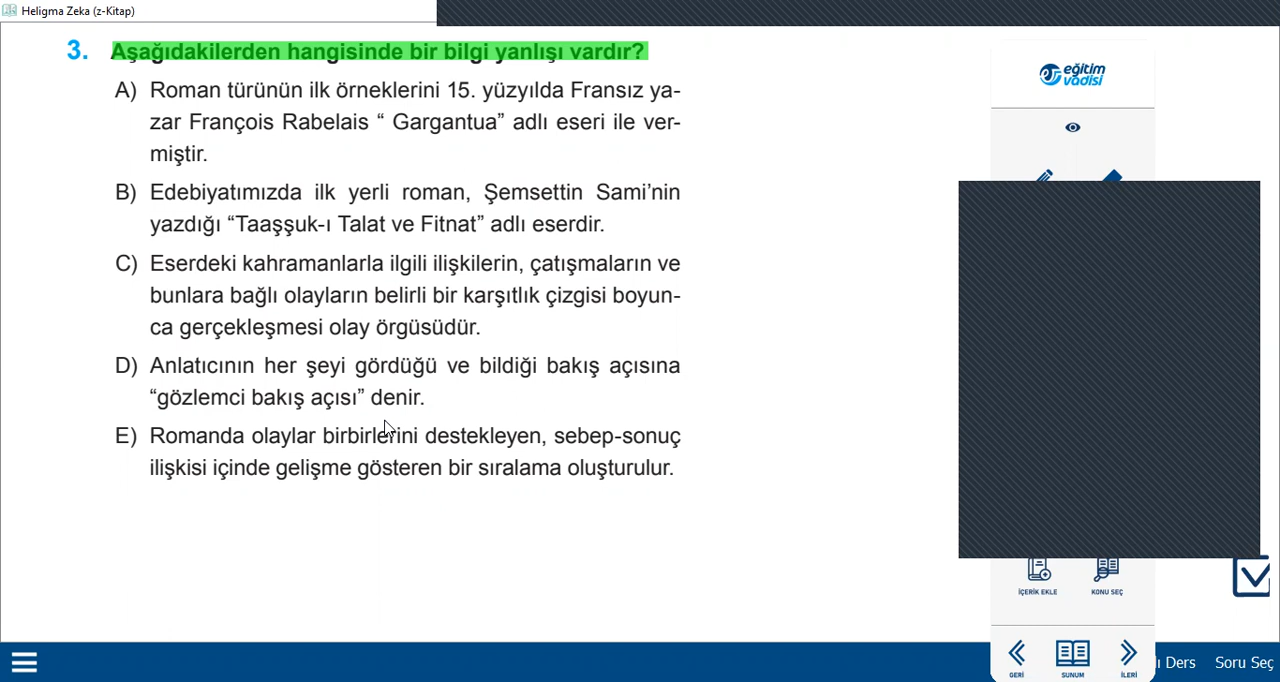 Heligma Zeka (z-Kitap)
3. Aşağıdakilerden hangisinde bir bilgi yanlışı vardır?
A) Roman türünün ilk örneklerini 15. yüzyılda Fransız ya-
zar François Rabelais “ Gargantua” adlı eseri ile ver-
miştir.
B) Edebiyatımızda ilk yerli roman, Şemsettin Sami’nin
yazdığı “Taaşşuk-ı Talat ve Fitnat” adlı eserdir.
C) Eserdeki kahramanlarla ilgili ilişkilerin, çatışmaların ve
bunlara bağlı olayların belirli bir karşıtlık çizgisi boyun-
ca gerçekleşmesi olay örgüsüdür.
D) Anlatıcının her şeyi gördüğü ve bildiği bakış açısına
“gözlemci bakış açısı” denir.
E) Romanda olaylar birbirlerini destekleyen, sebep-sonuç
ilişkisi içinde gelişme gösteren bir sıralama oluşturulur.
eğitim
vadisi
İÇERİK EKLE KONU SEÇ
GERİ SUNUM İLERİ
Ders Soru Seç